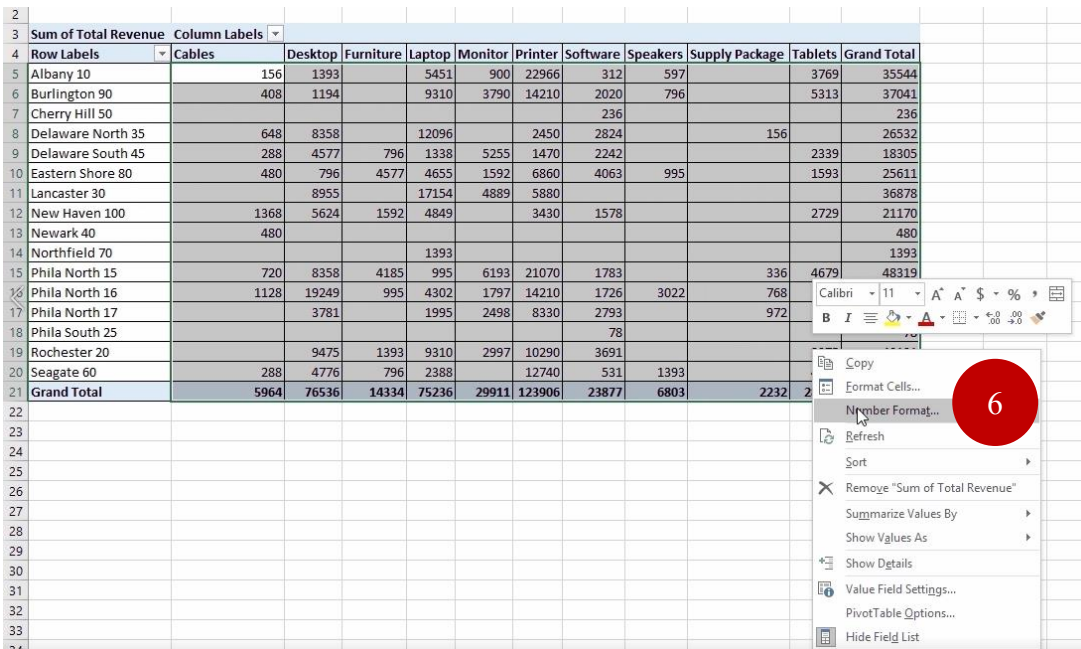 2
3 Sum of Total Revenue Column Labels
4 Row Labels Cables Desktop Furniture Laptop Monitor Printer Software Speakers Supply Package Tablets Grand Total
5 Albany 10 156 1393 5451 900 22966 312 597 3769 35544
6 Burlington 90 408 1194 9310 3790 14210 2020 796 5313 37041
7 Cherry Hill 50 236 236
8 Delaware North 35 648 8358 12096 2450 2824 156 26532
9 Delaware South 45 288 4577 796 1338 5255 1470 2242 2339 18305
10 Eastern Shore 80 480 796 4577 4655 1592 6860 4063 995 1593 25611
11 Lancaster 30 8955 17154 4889 5880 36878
12 New Haven 100 1368 5624 1592 4849 3430 1578 2729 21170
13 Newark 40 480 480
14 Northfield 70 1393 1393
15 Phila North 15 720 8358 4185 995 6193 21070 1783 336 4679 48319
16 Phila North 16 1128 19249 995 4302 1797 14210 1726 3022 768
Calibri 11 A A $ % ,
17 Phila North 17 3781 1995 2498 8330 2793 972
B I A .00 .00
18 Phila South 25 78 78
19 Rochester 20 9475 1393 9310 2997 10290 3691
20 Seagate 60 288 4776 796 2388 12740 531 1393
21 Grand Total 5964 76536 14334 75236 29911 123906 23877 6803 2232
22
23
24
25
26
27
28
29
30
31
32
33
Copy
Format Cells...
Number Format...
6
Refresh
Sort
Remove "Sum of Total Revenue"
Summarize Values By
Show Values As
Show Details
Value Field Settings...
PivotTable Options...
Hide Field List